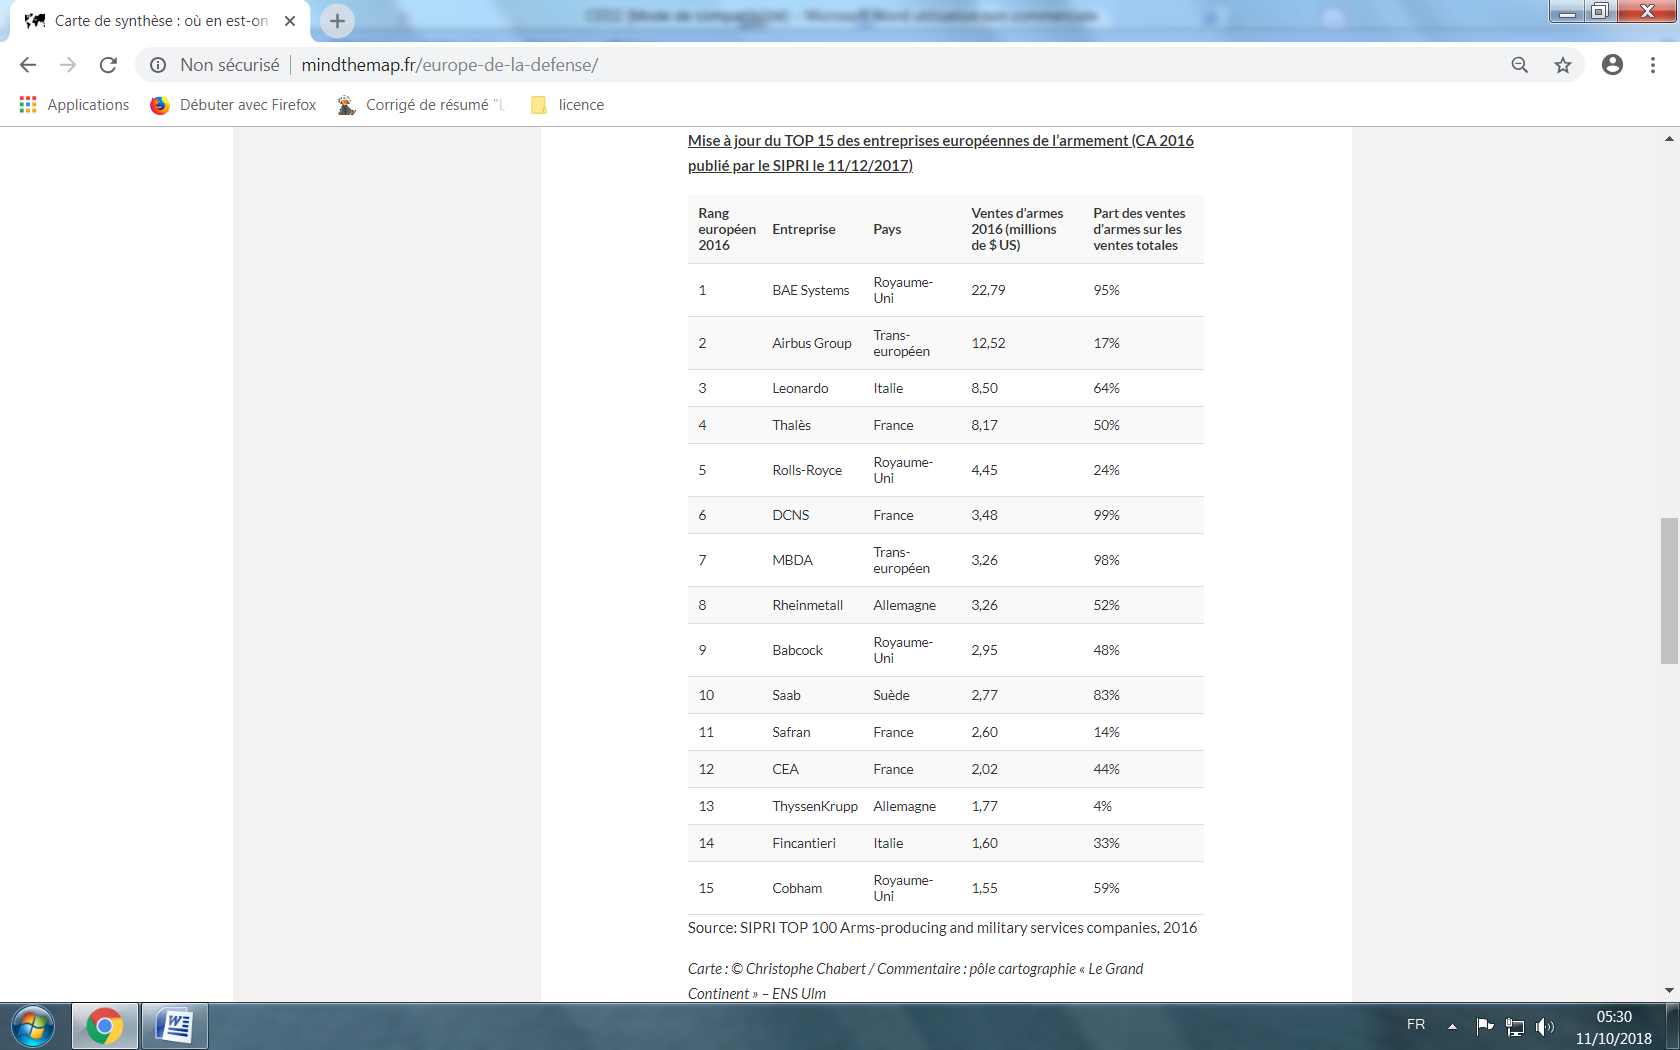 Carte de synthèse : où en est-on
Non sécurisé
mindthemap.fr/europe-de-la-defense/
Applications
Débuter avec Firefox
Corrigé de résumé "L
licence
Mise à jour du TOP 15 des entreprises européennes de l'armement (CA 2016
publié par le SIPRI le 11/12/2017)
Rang européen 2016 Entreprise Pays Ventes d'armes 2016 (millions de $ US) Part des ventes d'armes sur les ventes totales
1 BAE Systems Royaume-Uni 22,79 95%
2 Airbus Group Trans-européen 12,52 17%
3 Leonardo Italie 8,50 64%
4 Thalès France 8,17 50%
5 Rolls-Royce Royaume-Uni 4,45 24%
6 DCNS France 3,48 99%
7 MBDA Trans-européen 3,26 98%
8 Rheinmetall Allemagne 3,26 52%
9 Babcock Royaume-Uni 2,95 48%
10 Saab Suède 2,77 83%
11 Safran France 2,60 14%
12 CEA France 2,02 44%
13 ThyssenKrupp Allemagne 1,77 4%
14 Fincantieri Italie 1,60 33%
15 Cobham Royaume-Uni 1,55 59%
Source: SIPRI TOP 100 Arms-producing and military services companies, 2016
Carte : © Christophe Chabert / Commentaire : pôle cartographie « Le Grand
Continent » – ENS Ulm
FR
05:30
11/10/2018